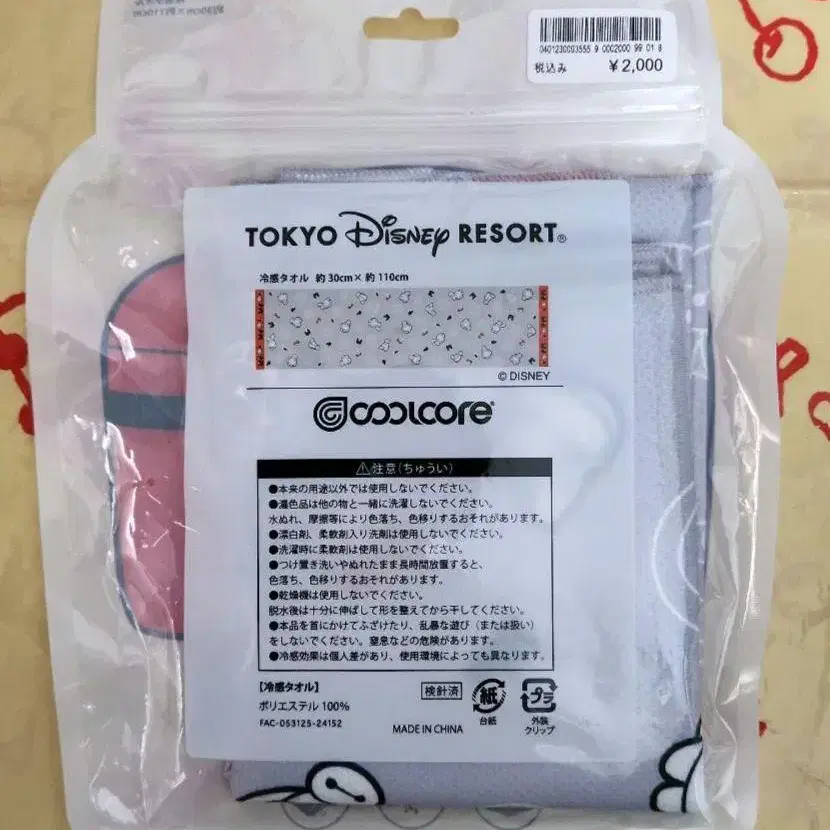 0401230003555 9 0002000 99 01 8
税込み ¥2,000
TOKYO Disney RESORT®
冷感タオル 約30cm×約110cm
© DISNEY
coolcore®
⚠注意(ちゅうい)
●本来の用途以外では使用しないでください。
●濃色品は他の物と一緒に洗濯しないでください。
水ぬれ、摩擦等により色落ち、色移りするおそれがあります。
●漂白剤、柔軟剤入り洗剤は使用しないでください。
●洗濯時に柔軟剤は使用しないでください。
●つけ置き洗いやぬれたまま長時間放置すると、
色落ち、色移りするおそれがあります。
●乾燥機は使用しないでください。
脱水後は十分に伸ばして形を整えてから干してください。
●本品を首にかけてふざけたり、乱暴な遊び(または扱い)
をしないでください。窒息などの危険があります。
●冷感効果は個人差があり、使用環境によっても異なります。
【冷感タオル】
ポリエステル 100%
FAC-053125-24152
検針済
紙
台紙
プラ
外装
クリップ
MADE IN CHINA